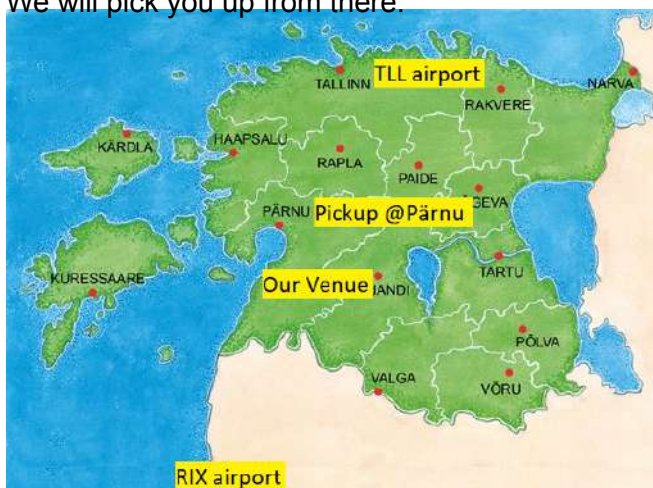 We will pick you up from there.
TALLINN
TLL airport
NARVA
RAKVERE
KÄRDLA
HAAPSALU
RAPLA
PAIDE
PÄRNU
Pickup @Pärnu
GEVA
KURESSAARE
Our Venue
ANDI
TARTU
PÕLVA
VALGA
VÕRU
RIX airport